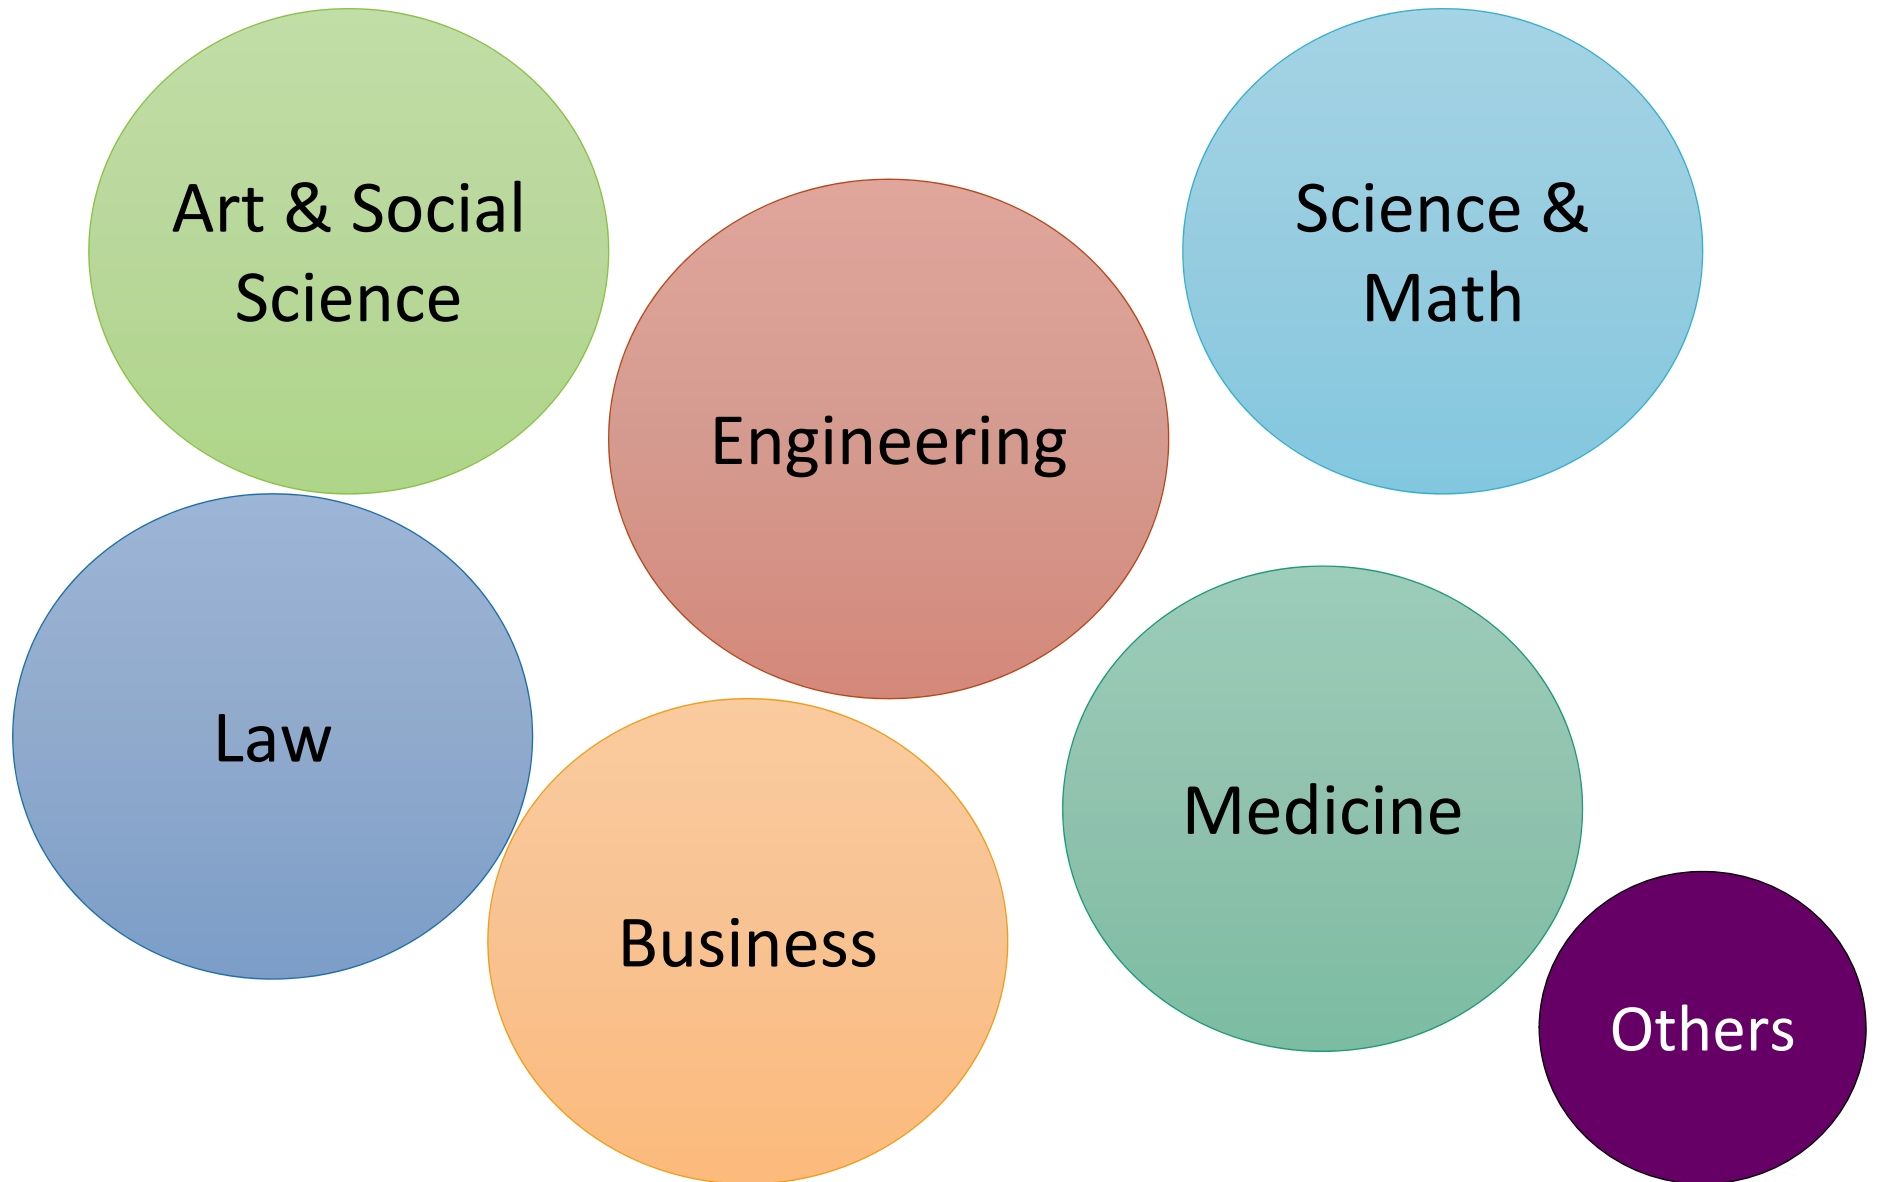 Art & Social
Science
Science &
Math
Engineering
Law
Medicine
Business
Others